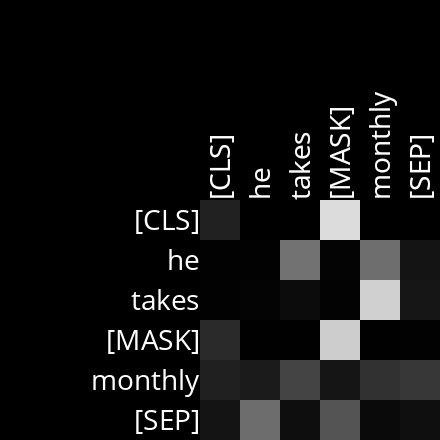 [CLS] he takes [MASK] monthly [SEP]
[CLS]
he
takes
[MASK]
monthly
[SEP]